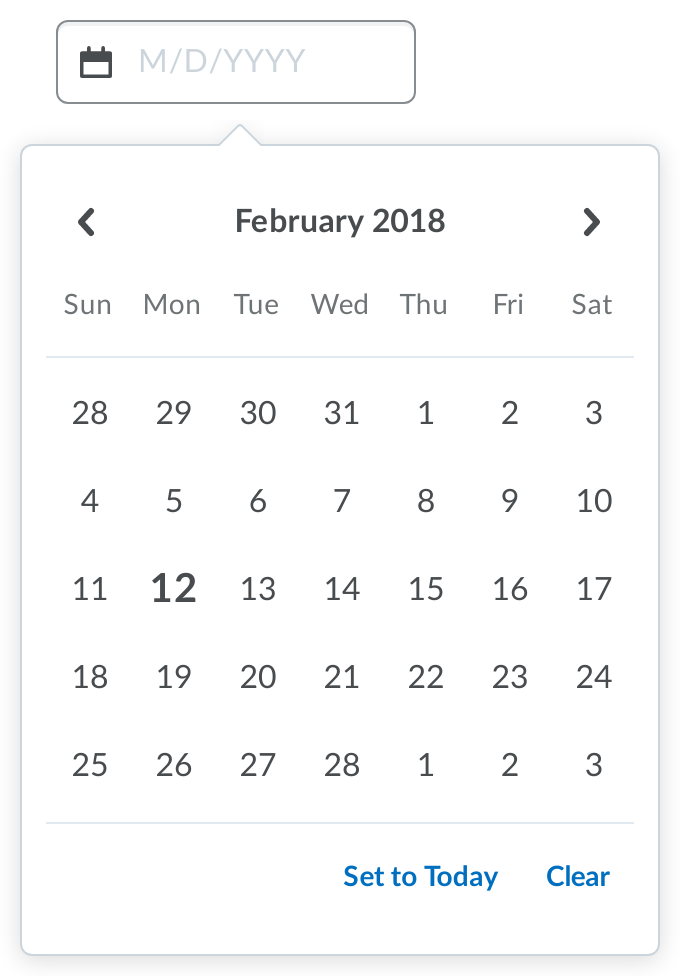 M/D/YYYY
February 2018
Sun Mon Tue Wed Thu Fri Sat
28 29 30 31 1 2 3
4 5 6 7 8 9 10
11 12 13 14 15 16 17
18 19 20 21 22 23 24
25 26 27 28 1 2 3
Set to Today Clear